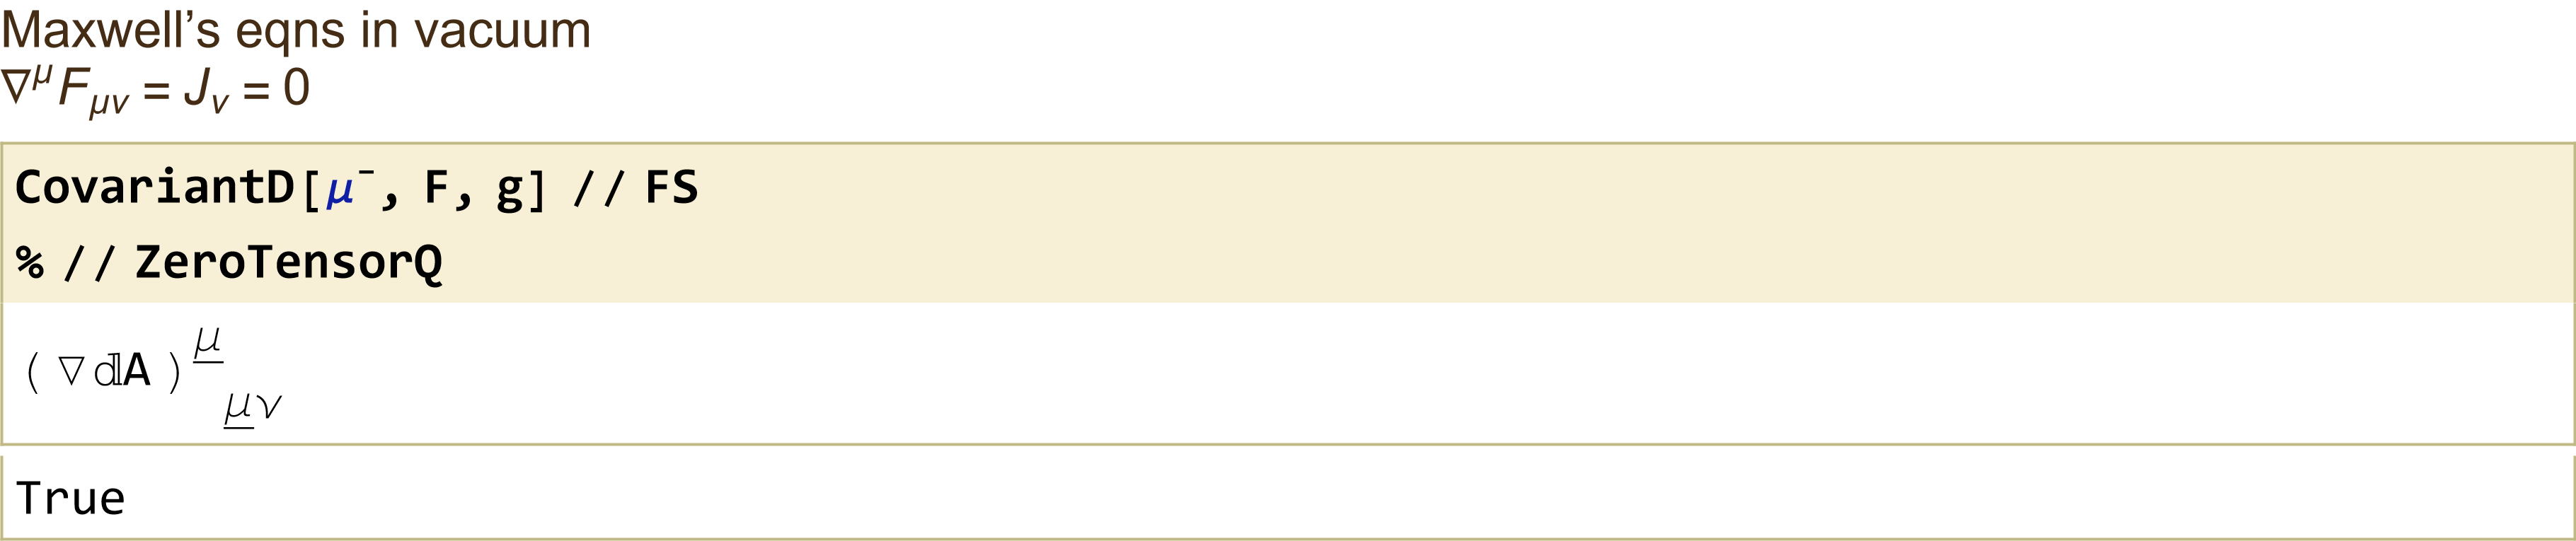 Maxwell’s eqns in vacuum
∇^μ F_μν = J_ν = 0
CovariantD[μ⁻, F, g] // FS
% // ZeroTensorQ
(∇𝕕A)^μ_μν
True